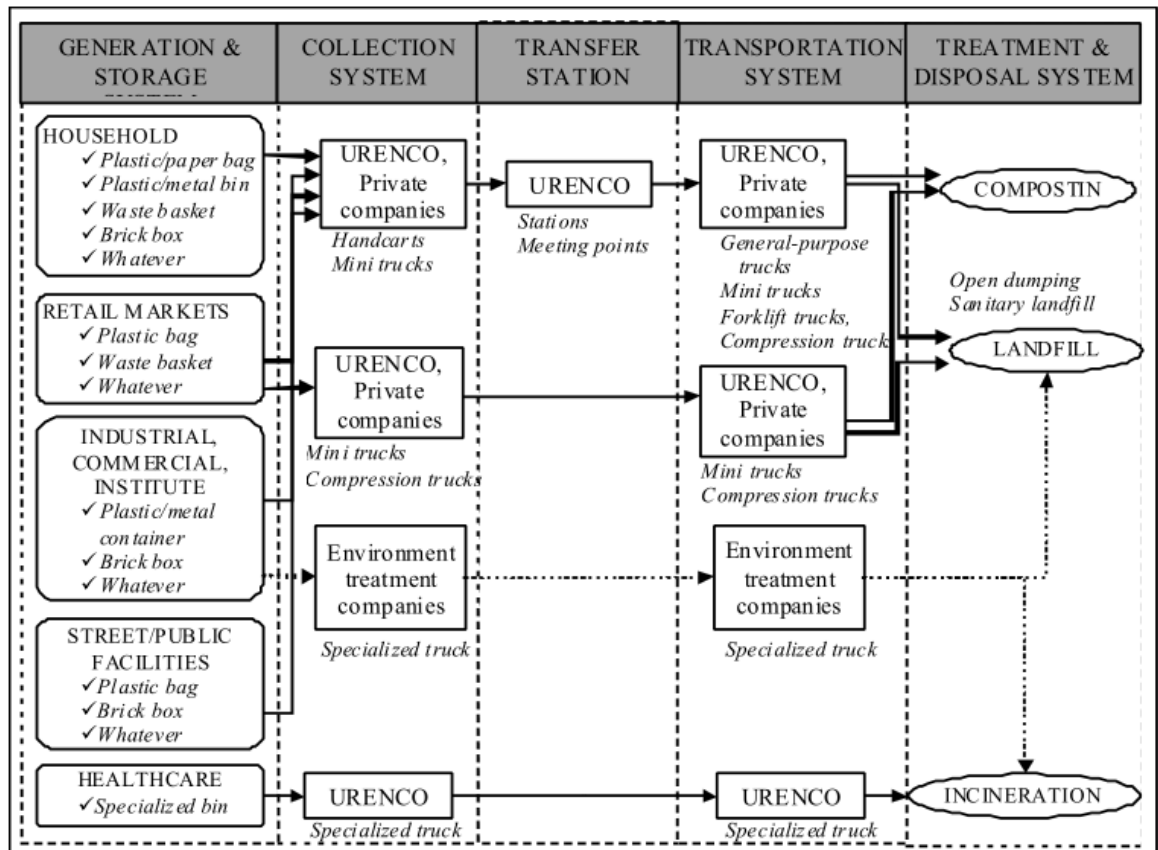 GENERATION &
STORAGE
COLLECTION
SYSTEM
TRANSFER
STATION
TRANSPORTATION
SYSTEM
TREATMENT &
DISPOSAL SYSTEM
HOUSEHOLD
✓ Plastic/paper bag
✓ Plastic/metal bin
✓ Waste basket
✓ Brick box
✓ Whatever
RETAIL MARKETS
✓ Plastic bag
✓ Waste basket
✓ Whatever
INDUSTRIAL,
COMMERCIAL,
INSTITUTE
✓ Plastic/metal
container
✓ Brick box
✓ Whatever
STREET/PUBLIC
FACILITIES
✓ Plastic bag
✓ Brick box
✓ Whatever
HEALTHCARE
✓ Specialized bin
URENCO,
Private
companies
Handcarts
Mini trucks
URENCO,
Private
companies
Mini trucks
Compression trucks
Environment
treatment
companies
Specialized truck
URENCO
Specialized truck
URENCO
Stations
Meeting points
URENCO,
Private
companies
General-purpose
trucks
Mini trucks
Forklift trucks,
Compression truck
URENCO,
Private
companies
Mini trucks
Compression trucks
Environment
treatment
companies
Specialized truck
URENCO
Specialized truck
COMPOSTIN
Open dumping
Sanitary landfill
LANDFILL
INCINERATION